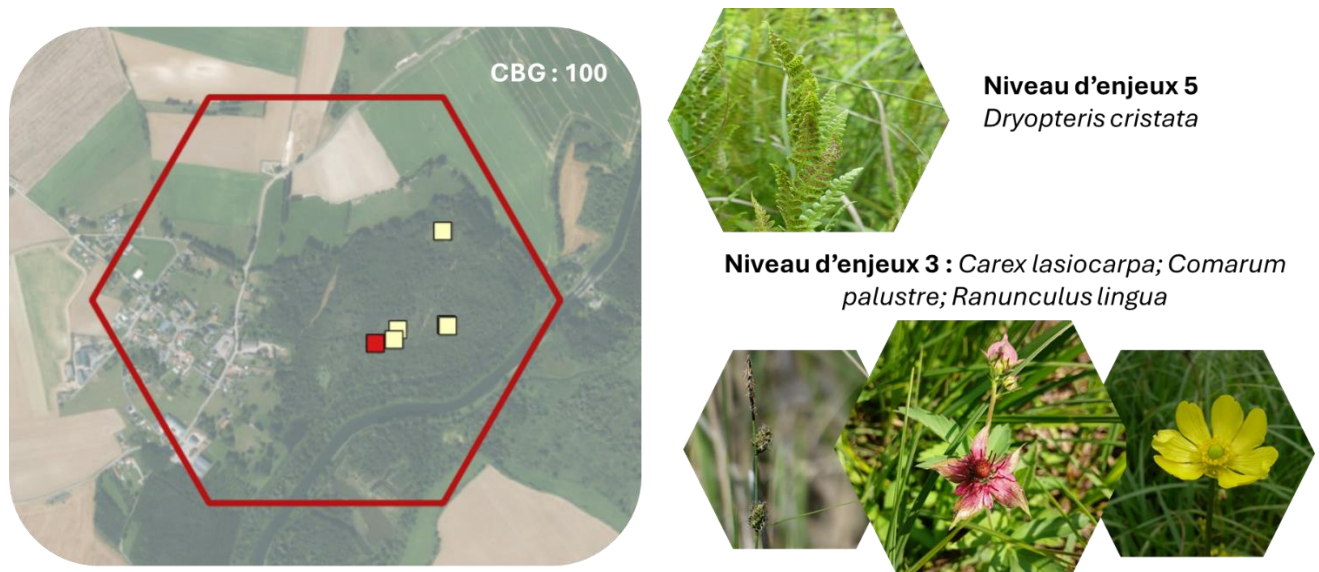 CBG : 100
Niveau d'enjeux 5
Dryopteris cristata
Niveau d'enjeux 3 : Carex lasiocarpa; Comarum
palustre; Ranunculus lingua